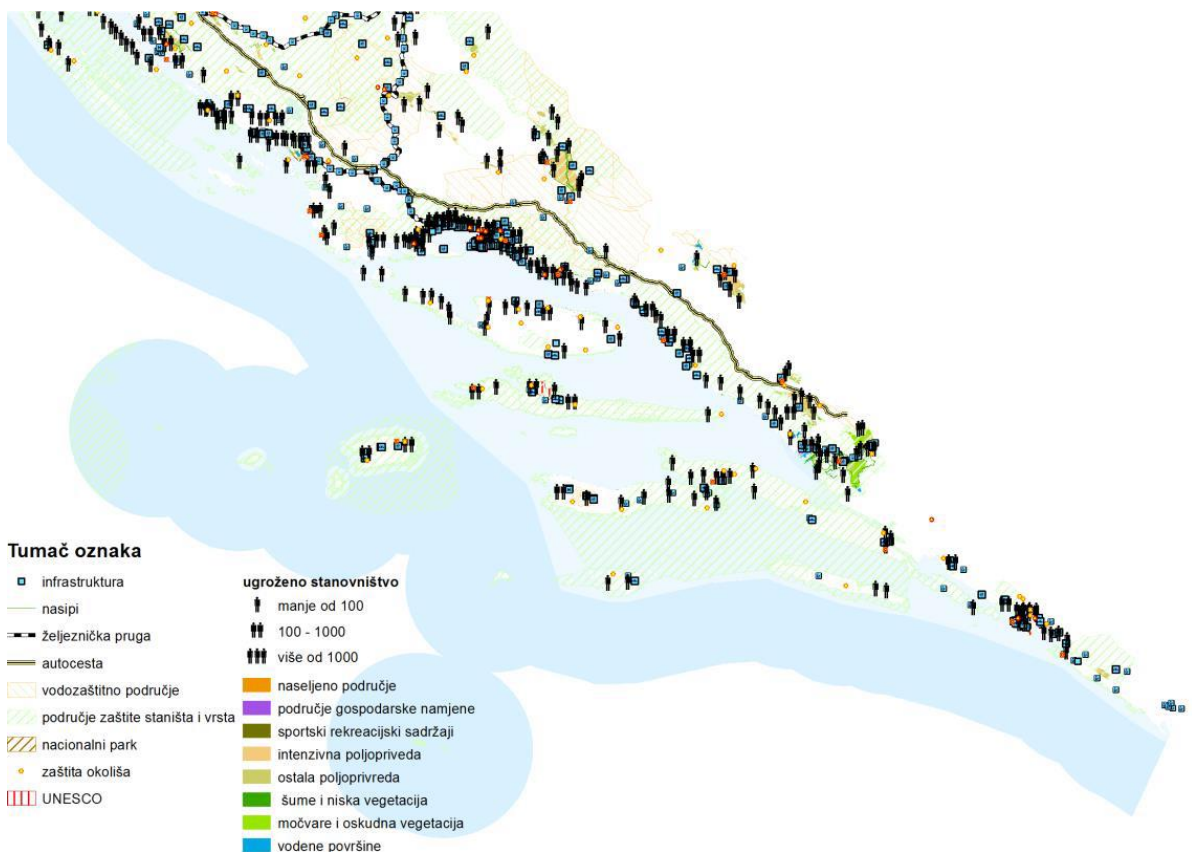 Tumač oznaka
infrastruktura
nasipi
željeznička pruga
autocesta
vodozaštitno područje
područje zaštite staništa i vrsta
nacionalni park
zaštita okoliša
UNESCO
ugroženo stanovništvo
manje od 100
100 - 1000
više od 1000
naseljeno područje
područje gospodarske namjene
sportski rekreacijski sadržaji
intenzivna poljopriveda
ostala poljoprivreda
šume i niska vegetacija
močvare i oskudna vegetacija
vodene površine